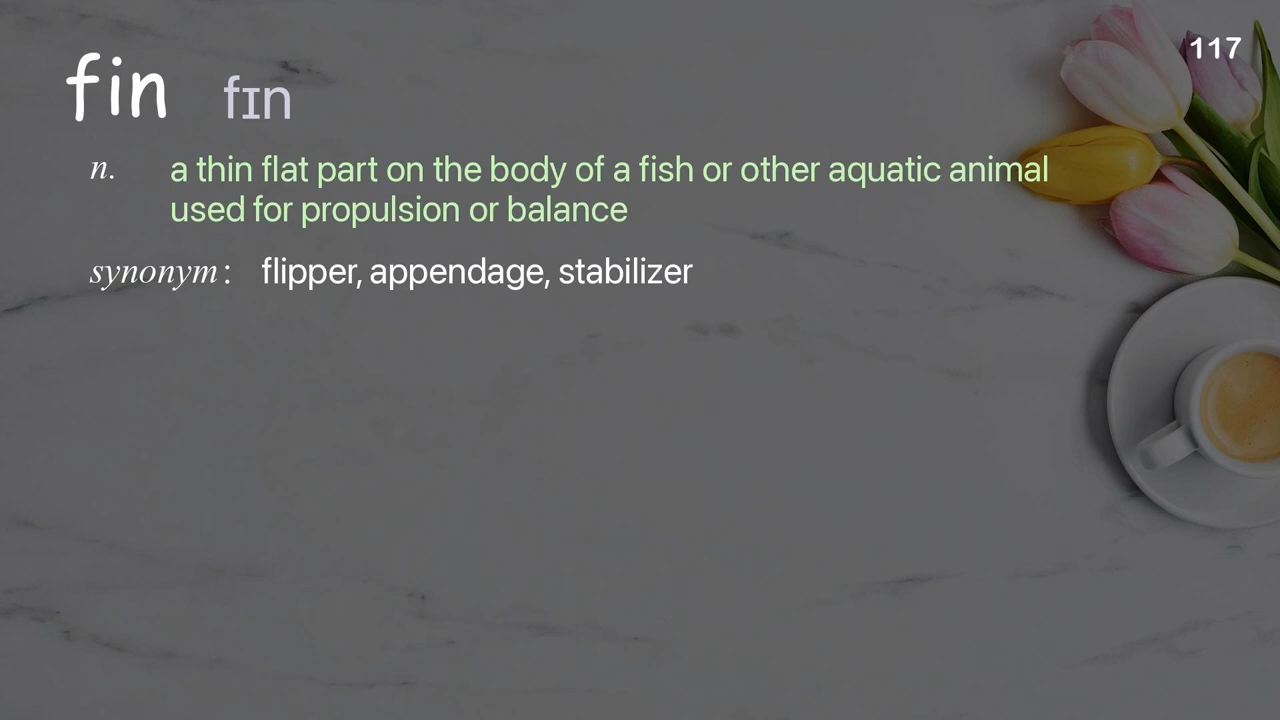 117
fin fɪn
n. a thin flat part on the body of a fish or other aquatic animal
used for propulsion or balance
synonym: flipper, appendage, stabilizer